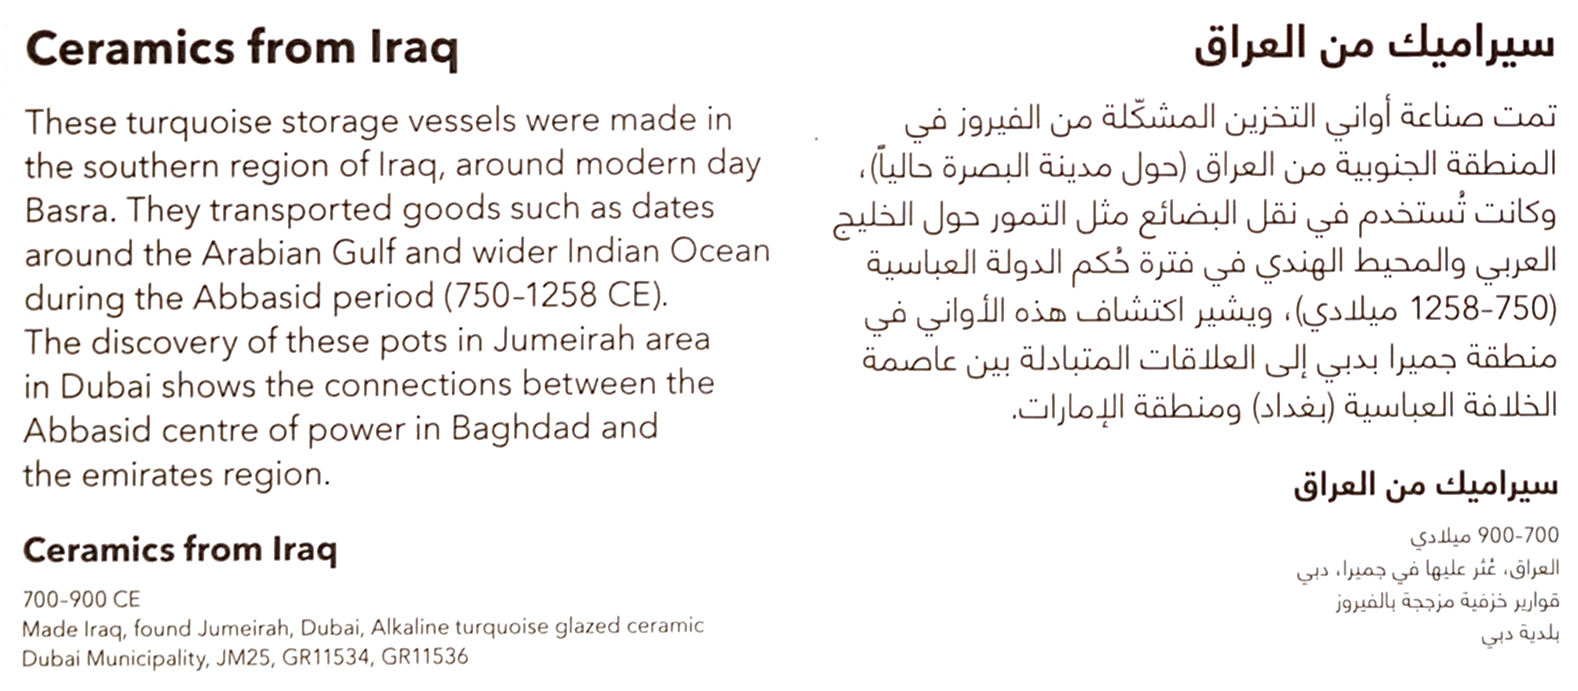 Ceramics from Iraq
These turquoise storage vessels were made in
the southern region of Iraq, around modern day
Basra. They transported goods such as dates
around the Arabian Gulf and wider Indian Ocean
during the Abbasid period (750-1258 CE).
The discovery of these pots in Jumeirah area
in Dubai shows the connections between the
Abbasid centre of power in Baghdad and
the emirates region.
Ceramics from Iraq
700-900 CE
Made Iraq, found Jumeirah, Dubai, Alkaline turquoise glazed ceramic
Dubai Municipality, JM25, GR11534, GR11536
سيراميك من العراق
تمت صناعة أواني التخزين المشكّلة من الفيروز في
المنطقة الجنوبية من العراق (حول مدينة البصرة حالياً)،
وكانت تُستخدم في نقل البضائع مثل التمور حول الخليج
العربي والمحيط الهندي في فترة حُكم الدولة العباسية
(750-1258 ميلادي)، ويشير اكتشاف هذه الأواني في
منطقة جميرا بدبي إلى العلاقات المتبادلة بين عاصمة
الخلافة العباسية (بغداد) ومنطقة الإمارات.
سيراميك من العراق
700-900 ميلادي
العراق، عُثر عليها في جميرا، دبي
قوارير خزفية مزججة بالفيروز
بلدية دبي